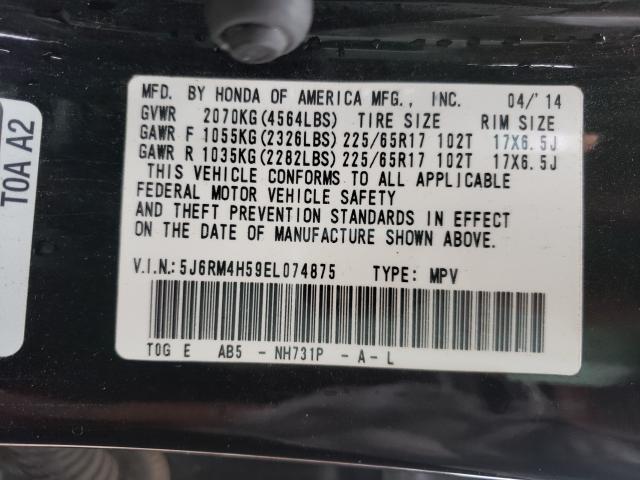 MFD. BY HONDA OF AMERICA MFG., INC. 04/'14
GVWR 2070KG(4564LBS) TIRE SIZE RIM SIZE
GAWR F 1055KG(2326LBS) 225/65R17 102T 17X6.5J
GAWR R 1035KG(2282LBS) 225/65R17 102T 17X6.5J
THIS VEHICLE CONFORMS TO ALL APPLICABLE
FEDERAL MOTOR VEHICLE SAFETY
AND THEFT PREVENTION STANDARDS IN EFFECT
ON THE DATE OF MANUFACTURE SHOWN ABOVE.
V.I.N.: 5J6RM4H59EL074875 TYPE: MPV
T0G E AB5 - NH731P - A - L
T0A A2